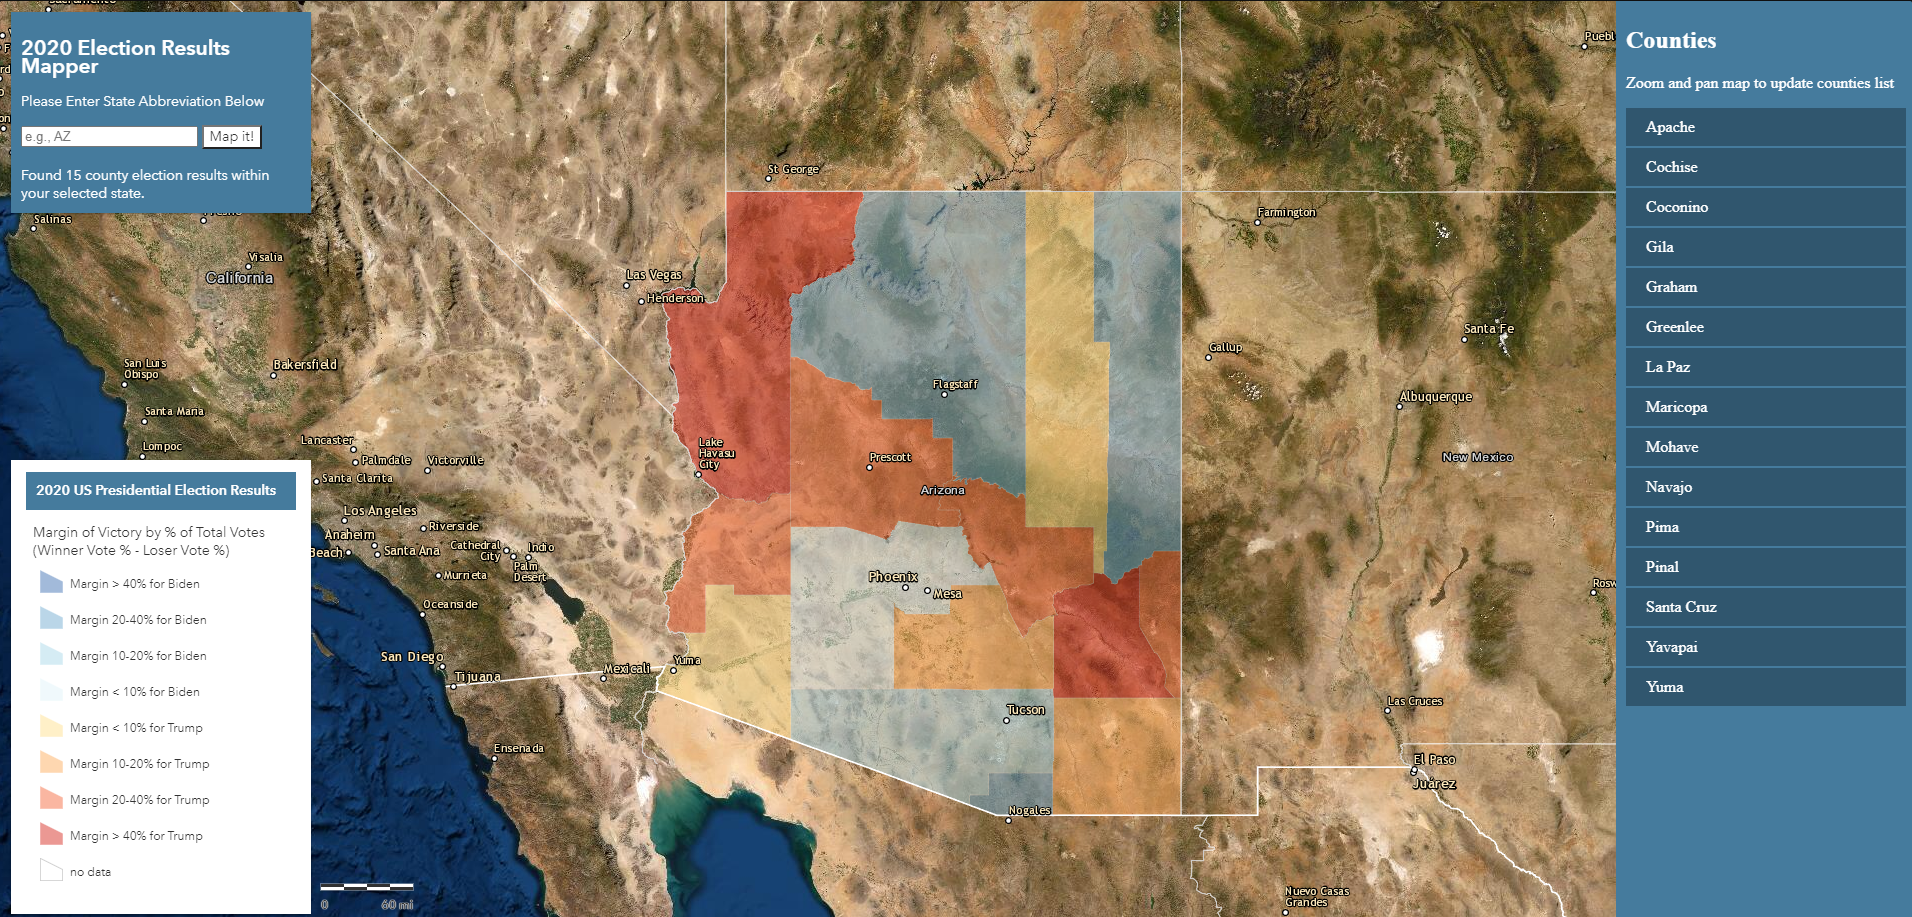 2020 Election Results
Mapper
Please Enter State Abbreviation Below
e.g., AZ
Map it!
Found 15 county election results within
your selected state.
Salinas
Visalia
California
San Luis
Obispo
Bakersfield
Santa Maria
Lompoc
Lancaster
Palmdale
Victorville
Santa Clarita
Los Angeles
Riverside
Anaheim
Beach
Santa Ana
Cathedral
City
Indio
Palm
Desert
Murrieta
Oceanside
San Diego
Tijuana
Mexicali
Ensenada
Las Vegas
Henderson
St George
Lake
Havasu
City
Flagstaff
Prescott
Arizona
Phoenix
Mesa
Yuma
Tucson
Nogales
Farmington
Gallup
Santa Fe
Albuquerque
New Mexico
Las Cruces
El Paso
Juárez
Nuevo Casas
Grandes
Puebl
Rosw
2020 US Presidential Election Results
Margin of Victory by % of Total Votes
(Winner Vote % - Loser Vote %)
Margin > 40% for Biden
Margin 20-40% for Biden
Margin 10-20% for Biden
Margin < 10% for Biden
Margin < 10% for Trump
Margin 10-20% for Trump
Margin 20-40% for Trump
Margin > 40% for Trump
no data
0 60 mi
Counties
Zoom and pan map to update counties list
Apache
Cochise
Coconino
Gila
Graham
Greenlee
La Paz
Maricopa
Mohave
Navajo
Pima
Pinal
Santa Cruz
Yavapai
Yuma